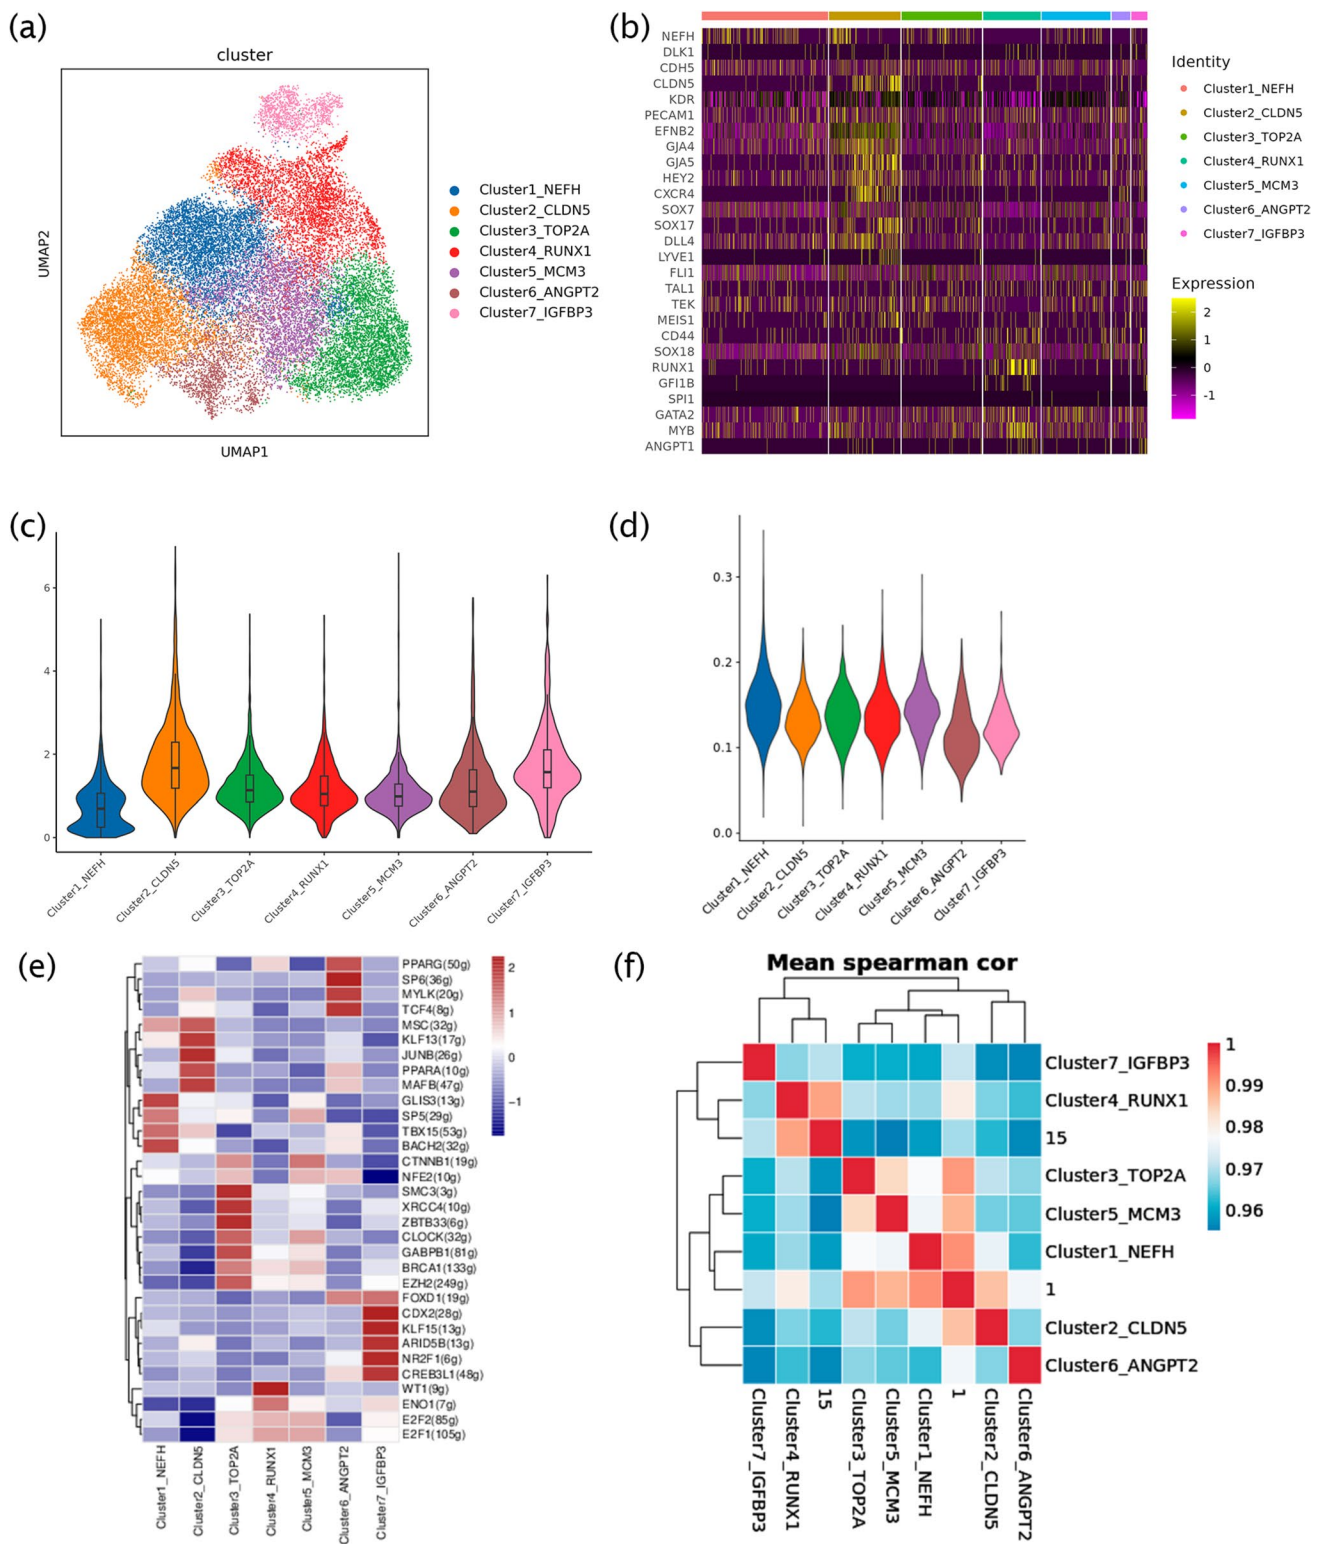 (a)
cluster
UMAP2
UMAP1
Cluster1_NEFH
Cluster2_CLDN5
Cluster3_TOP2A
Cluster4_RUNX1
Cluster5_MCM3
Cluster6_ANGPT2
Cluster7_IGFBP3
(b)
NEFH
DLK1
CDH5
CLDN5
KDR
PECAM1
EFNB2
GJA4
GJA5
HEY2
CXCR4
SOX7
SOX17
DLL4
LYVE1
FLI1
TAL1
TEK
MEIS1
CD44
SOX18
RUNX1
GFI1B
SPI1
GATA2
MYB
ANGPT1
Identity
Cluster1_NEFH
Cluster2_CLDN5
Cluster3_TOP2A
Cluster4_RUNX1
Cluster5_MCM3
Cluster6_ANGPT2
Cluster7_IGFBP3
Expression
2
1
0
-1
(c)
6
4
2
0
Cluster1_NEFH
Cluster2_CLDN5
Cluster3_TOP2A
Cluster4_RUNX1
Cluster5_MCM3
Cluster6_ANGPT2
Cluster7_IGFBP3
(d)
0.3
0.2
0.1
0.0
Cluster1_NEFH
Cluster2_CLDN5
Cluster3_TOP2A
Cluster4_RUNX1
Cluster5_MCM3
Cluster6_ANGPT2
Cluster7_IGFBP3
(e)
PPARG(50g)
SP6(36g)
MYLK(20g)
TCF4(8g)
MSC(32g)
KLF13(17g)
JUNB(26g)
PPARA(10g)
MAFB(47g)
GLIS3(13g)
SP5(29g)
TBX15(53g)
BACH2(32g)
CTNNB1(19g)
NFE2(10g)
SMC3(3g)
XRCC4(10g)
ZBTB33(6g)
CLOCK(32g)
GABPB1(81g)
BRCA1(133g)
EZH2(249g)
FOXD1(19g)
CDX2(28g)
KLF15(13g)
ARID5B(13g)
NR2F1(6g)
CREB3L1(48g)
WT1(9g)
ENO1(7g)
E2F2(85g)
E2F1(105g)
2
1
0
−1
Cluster1_NEFH
Cluster2_CLDN5
Cluster3_TOP2A
Cluster4_RUNX1
Cluster5_MCM3
Cluster6_ANGPT2
Cluster7_IGFBP3
(f)
Mean spearman cor
Cluster7_IGFBP3
Cluster4_RUNX1
15
Cluster3_TOP2A
Cluster5_MCM3
Cluster1_NEFH
1
Cluster2_CLDN5
Cluster6_ANGPT2
1
0.99
0.98
0.97
0.96
Cluster7_IGFBP3
Cluster4_RUNX1
15
Cluster3_TOP2A
Cluster5_MCM3
Cluster1_NEFH
1
Cluster2_CLDN5
Cluster6_ANGPT2